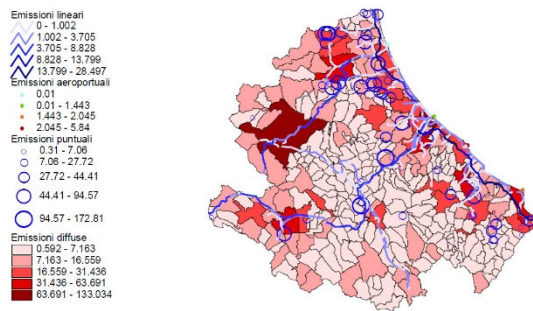 Emissioni lineari
0 - 1.002
1.002 - 3.705
3.705 - 8.828
8.828 - 13.799
13.799 - 28.497
Emissioni aeroportuali
0.01
0.01 - 1.443
1.443 - 2.045
2.045 - 5.84
Emissioni puntuali
0.31 - 7.06
7.06 - 27.72
27.72 - 44.41
44.41 - 94.57
94.57 - 172.81
Emissioni diffuse
0.592 - 7.163
7.163 - 16.559
16.559 - 31.436
31.436 - 63.691
63.691 - 133.034